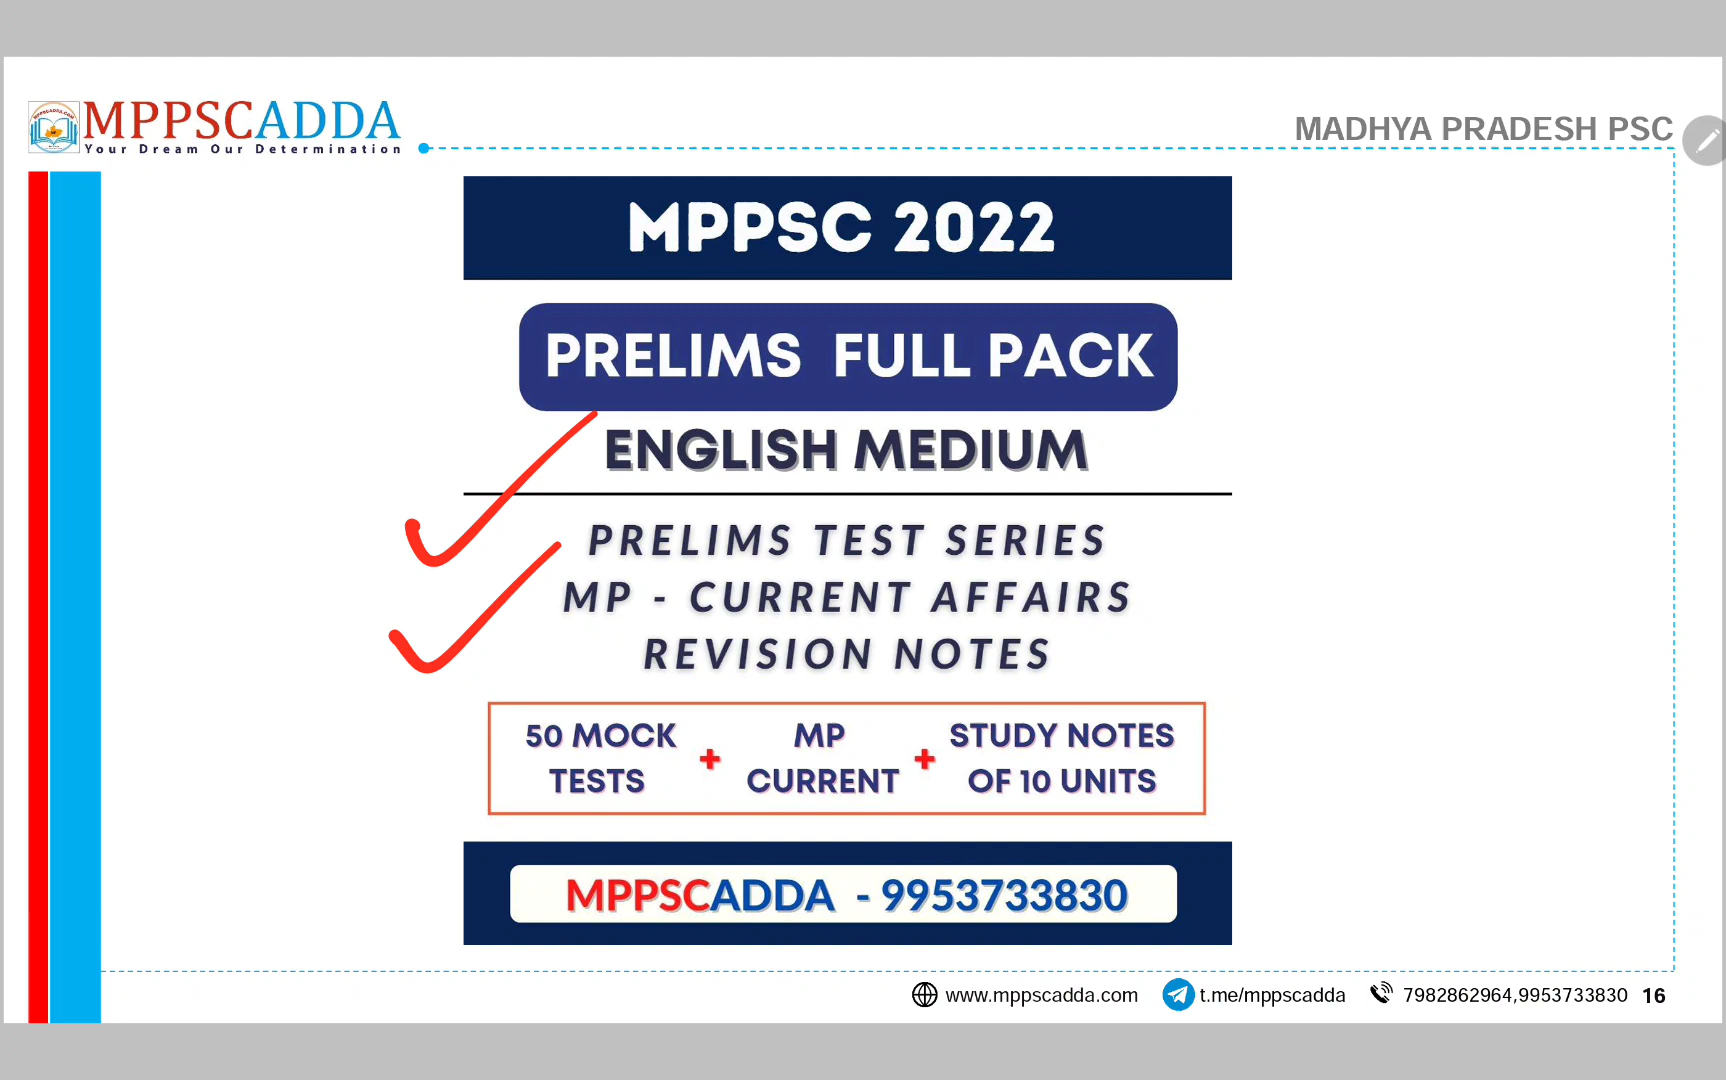 MPPSCADDA
Your Dream Our Determination
MADHYA PRADESH PSC
MPPSC 2022
PRELIMS FULL PACK
ENGLISH MEDIUM
PRELIMS TEST SERIES
MP - CURRENT AFFAIRS
REVISION NOTES
50 MOCK TESTS + MP CURRENT + STUDY NOTES OF 10 UNITS
MPPSCADDA - 9953733830
www.mppscadda.com t.me/mppscadda 7982862964,9953733830 16